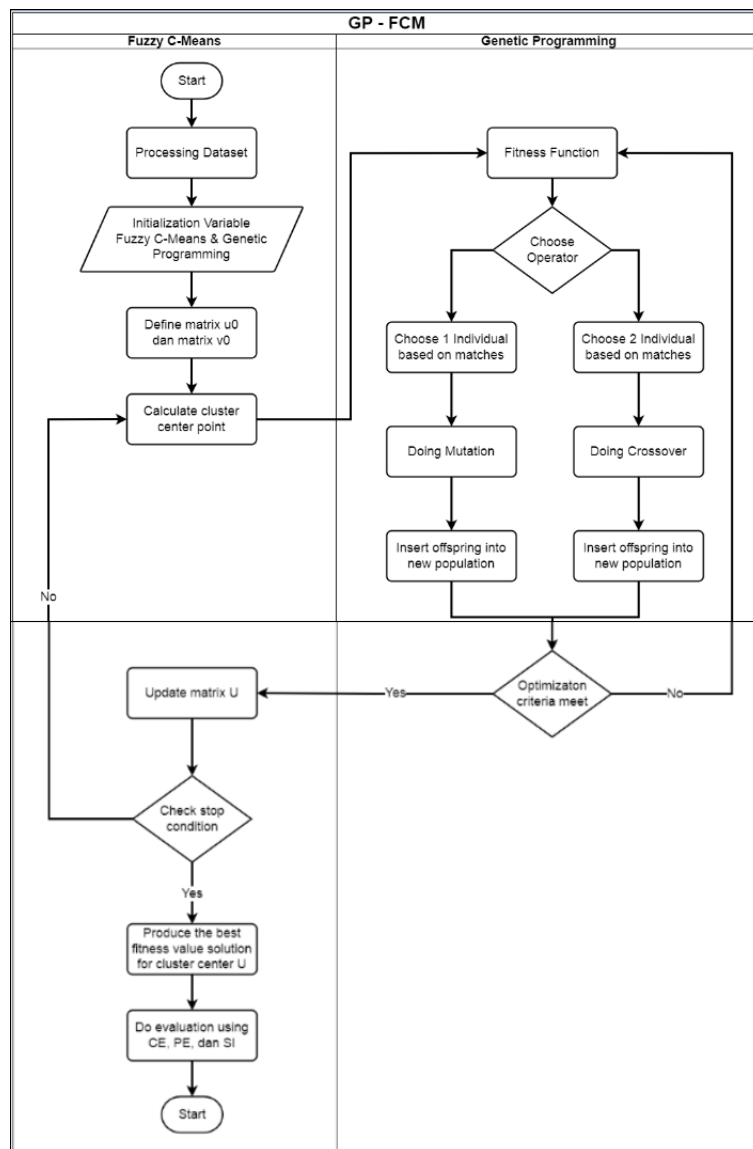 GP - FCM
Fuzzy C-Means
Genetic Programming
Start
Processing Dataset
Initialization Variable
Fuzzy C-Means & Genetic
Programming
Define matrix u0
dan matrix v0
Calculate cluster
center point
Fitness Function
Choose
Operator
Choose 1 Individual
based on matches
Choose 2 Individual
based on matches
Doing Mutation
Doing Crossover
Insert offspring into
new population
Insert offspring into
new population
No
Optimizaton
criteria meet
Yes
No
Update matrix U
Check stop
condition
Yes
Produce the best
fitness value solution
for cluster center U
Do evaluation using
CE, PE, dan SI
Start